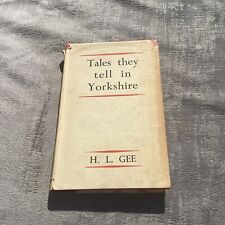 Tales they
tell in
Yorkshire
H. L. GEE